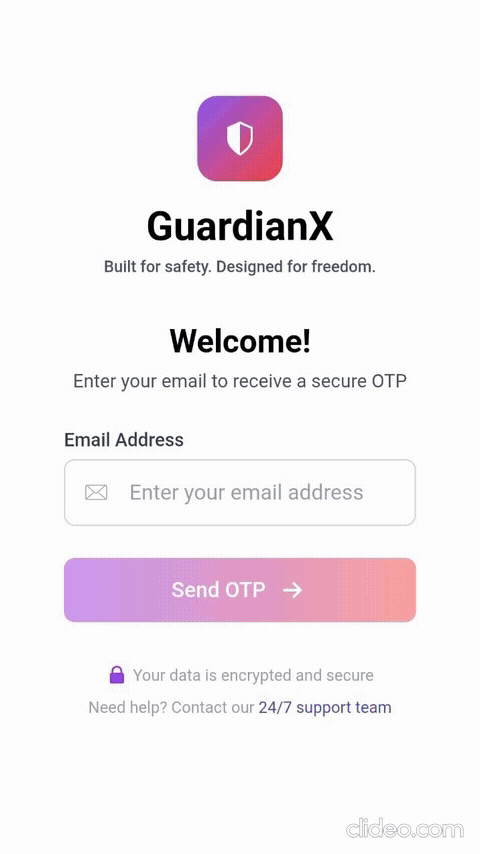 GuardianX
Built for safety. Designed for freedom.
Welcome!
Enter your email to receive a secure OTP
Email Address
Enter your email address
Send OTP
Your data is encrypted and secure
Need help? Contact our 24/7 support team
clideo.com